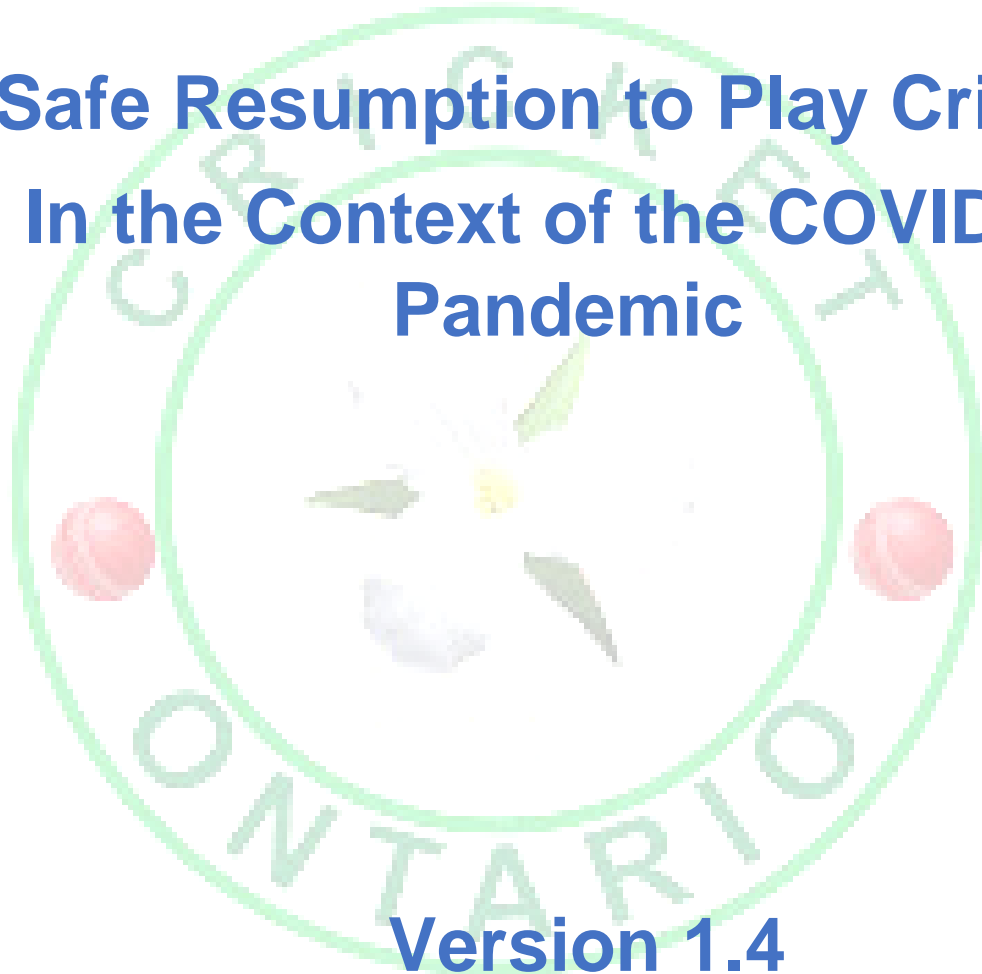 Safe Resumption to Play Cri
In the Context of the COVID
Pandemic
CRICKET
ONTARIO
Version 1.4